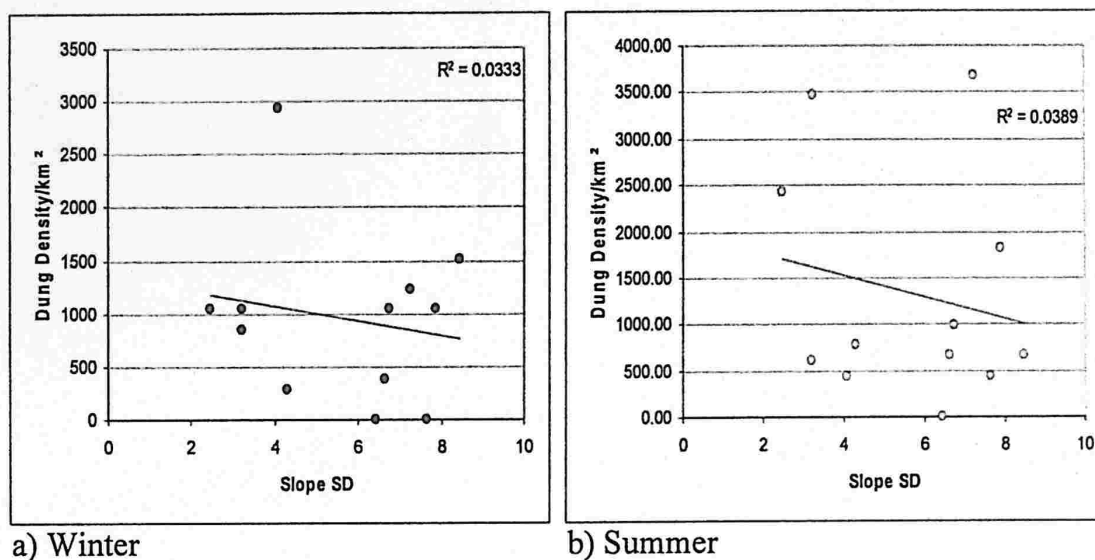 3500
3000
2500
2000
1500
1000
500
0
R² = 0.0333
Dung Density/km²
0 2 4 6 8 10
Slope SD
a) Winter
4000.00
3500.00
3000.00
2500.00
2000.00
1500.00
1000.00
500.00
0.00
R² = 0.0389
Dung Density/km²
0 2 4 6 8 10
Slope SD
b) Summer